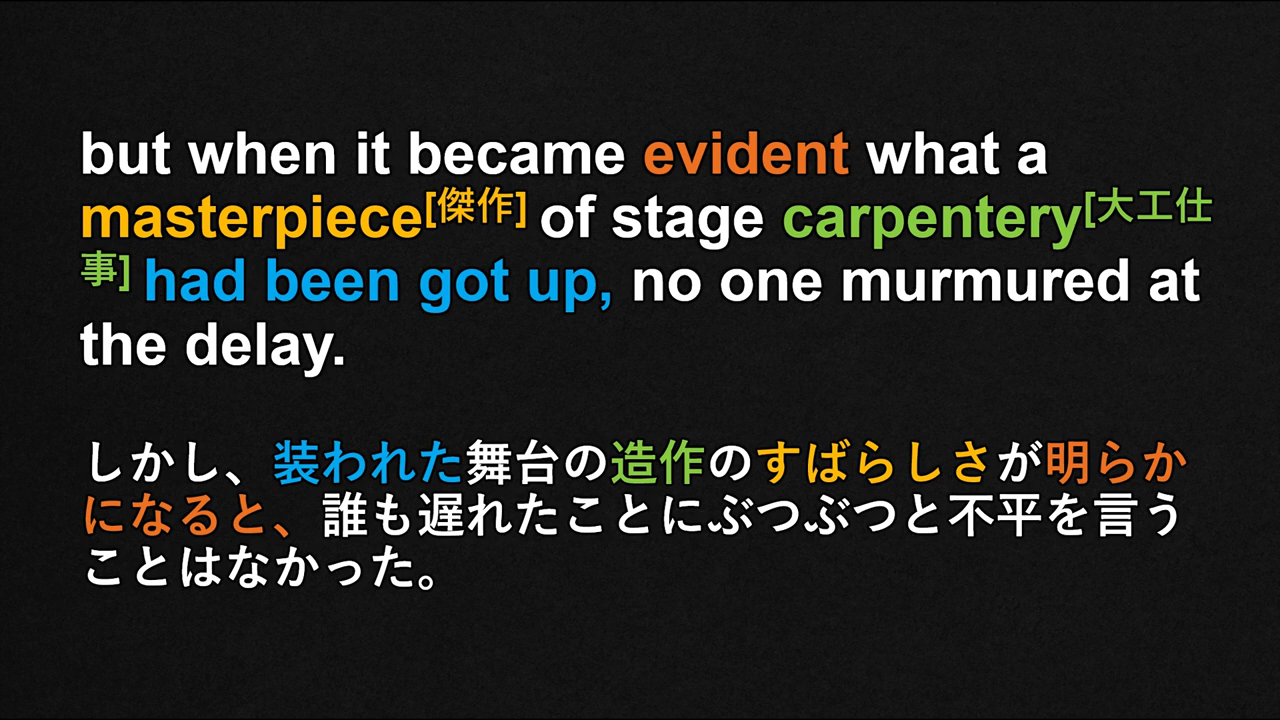 but when it became evident what a
masterpiece[傑作] of stage carpentery[大工仕
事] had been got up, no one murmured at
the delay.
しかし、装われた舞台の造作のすばらしさが明らか
になると、誰も遅れたことにぶつぶつと不平を言う
ことはなかった。